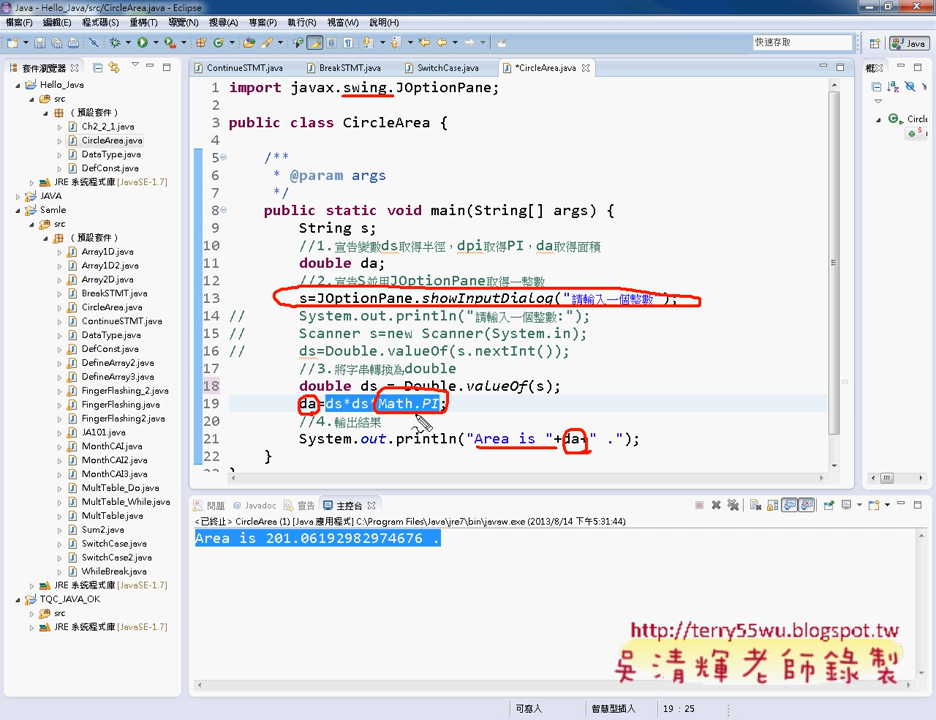 Java - Hello_Java/src/CircleArea.java - Eclipse
檔案(F) 編輯(E) 程式碼(S) 重構(T) 導覽(N) 搜尋(A) 專案(P) 執行(R) 視窗(W) 說明(H)
快速存取
Java
套件瀏覽器
ContinueSTMT.java BreakSTMT.java SwitchCase.java *CircleArea.java
概
Hello_Java
src
(預設套件)
Ch2_2_1.java
CircleArea.java
DataType.java
DefConst.java
JRE 系統程式庫 [JavaSE-1.7]
JAVA
Samle
src
(預設套件)
Array1D.java
Array1D2.java
Array2D.java
BreakSTMT.java
CircleArea.java
ContinueSTMT.java
DataType.java
DefConst.java
DefineArray2.java
DefineArray3.java
FingerFlashing_2.java
FingerFlashing.java
FingerFlashing2.java
JA101.java
MonthCAI.java
MonthCAI2.java
MonthCAI3.java
MultTable_Do.java
MultTable_While.java
MultTable.java
Sum2.java
SwitchCase.java
SwitchCase2.java
WhileBreak.java
JRE 系統程式庫 [JavaSE-1.7]
TQC_JAVA_OK
src
JRE 系統程式庫 [JavaSE-1.7]
1 import javax.swing.JOptionPane;
2
3 public class CircleArea {
4
5 /**
6 * @param args
7 */
8 public static void main(String[] args) {
9 String s;
10 //1.宣告變數ds取得半徑,dpi取得PI,da取得面積
11 double da;
12 //2.宣告S並用JOptionPane取得一整數
13 s=JOptionPane.showInputDialog("請輸入一個整數");
14 // System.out.println("請輸入一個整數:");
15 // Scanner s=new Scanner(System.in);
16 // ds=Double.valueOf(s.nextInt());
17 //3.將字串轉換為double
18 double ds = Double.valueOf(s);
19 da=ds*ds*Math.PI;
20 //4.輸出結果
21 System.out.println("Area is "+da+" .");
22 }
23 }
Circle
問題 Javadoc 宣告 主控台
<已終止> CircleArea (1) [Java 應用程式] C:\Program Files\Java\jre7\bin\javaw.exe (2013/8/14 下午5:31:44)
Area is 201.06192982974676 .
http://terry55wu.blogspot.tw
吳清輝老師錄製
可寫入 智慧型插入 19 : 25